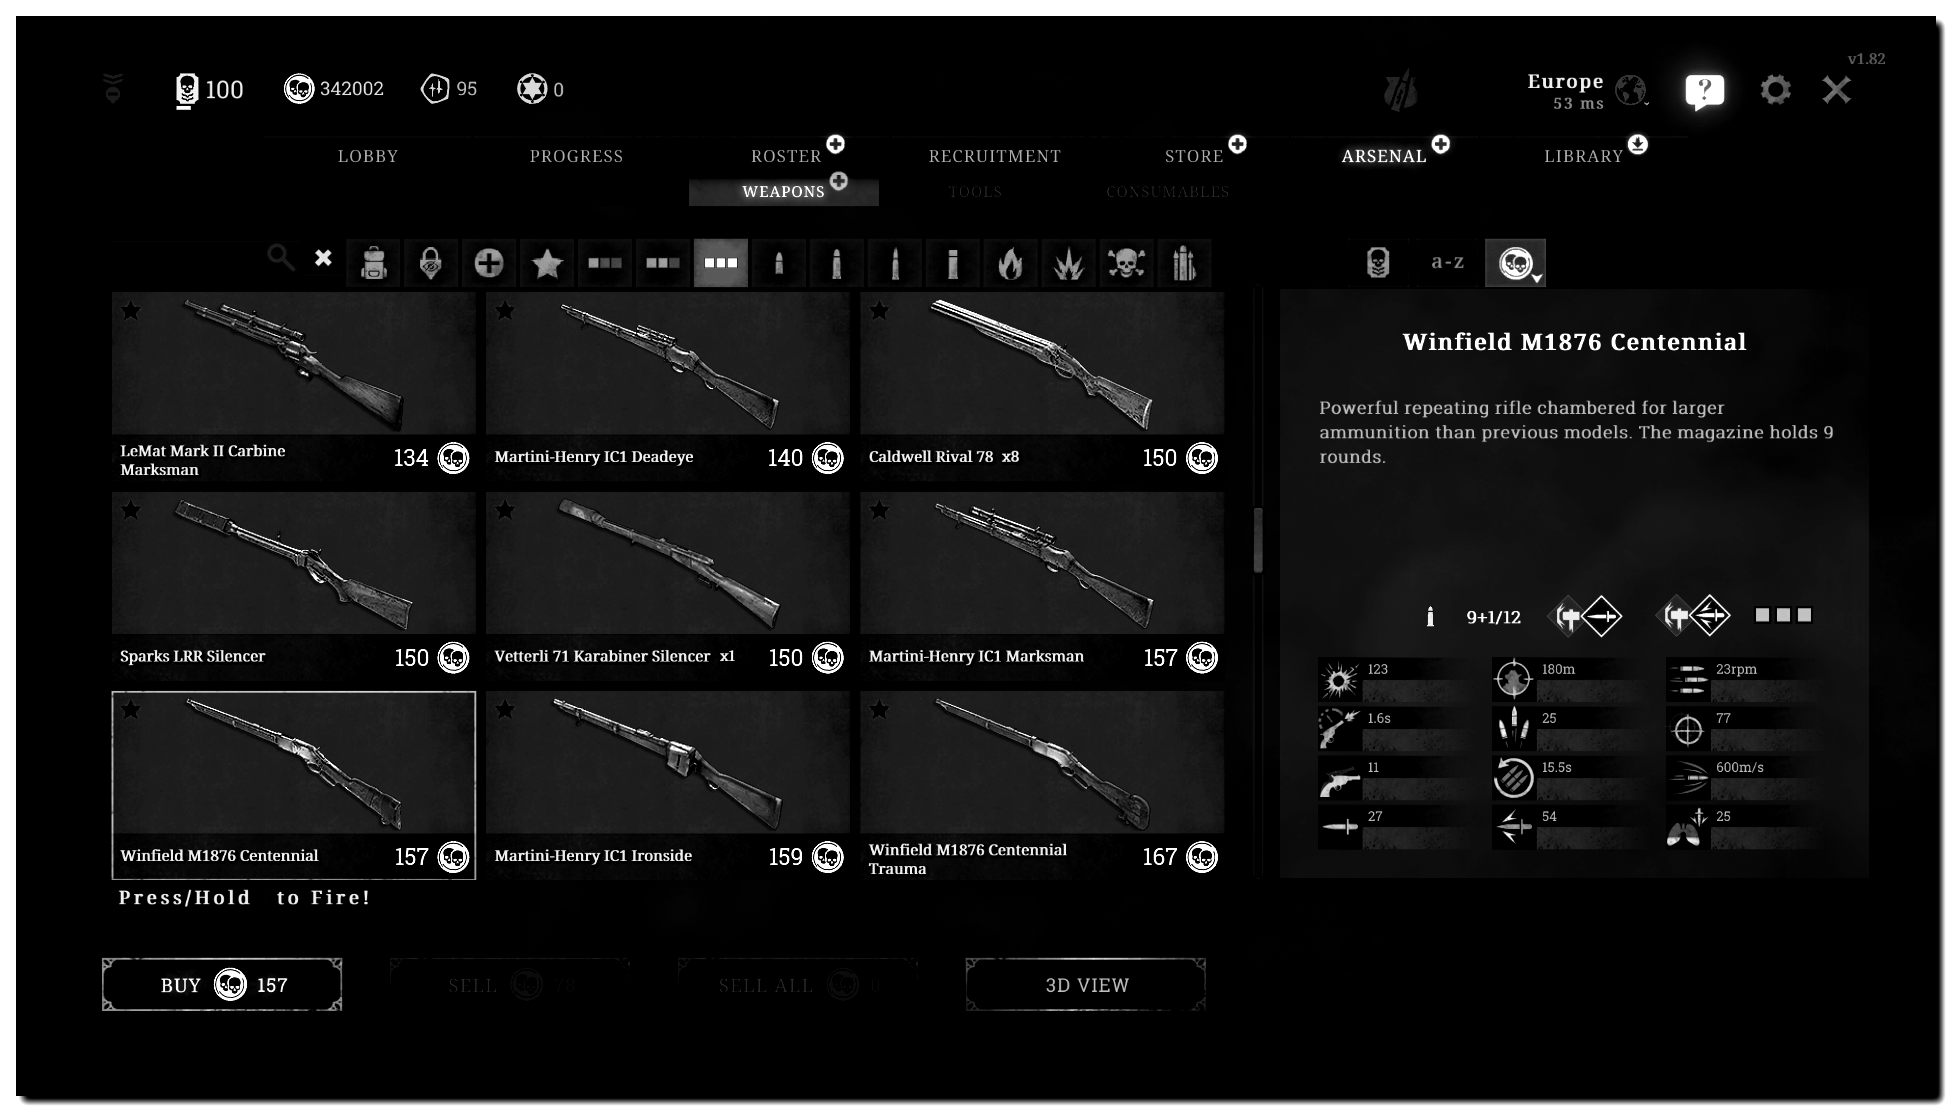 v1.82
100
342002
95
0
Europe
53 ms
?
LOBBY
PROGRESS
ROSTER
RECRUITMENT
STORE
ARSENAL
LIBRARY
WEAPONS
TOOLS
CONSUMABLES
a-z
LeMat Mark II Carbine
Marksman
134
Martini-Henry IC1 Deadeye
140
Caldwell Rival 78 x8
150
Sparks LRR Silencer
150
Vetterli 71 Karabiner Silencer x1
150
Martini-Henry IC1 Marksman
157
Winfield M1876 Centennial
157
Martini-Henry IC1 Ironside
159
Winfield M1876 Centennial
Trauma
167
Press/Hold to Fire!
BUY 157
SELL 78
SELL ALL 0
3D VIEW
Winfield M1876 Centennial
Powerful repeating rifle chambered for larger
ammunition than previous models. The magazine holds 9
rounds.
9+1/12
123
180m
23rpm
1.6s
25
77
11
15.5s
600m/s
27
54
25